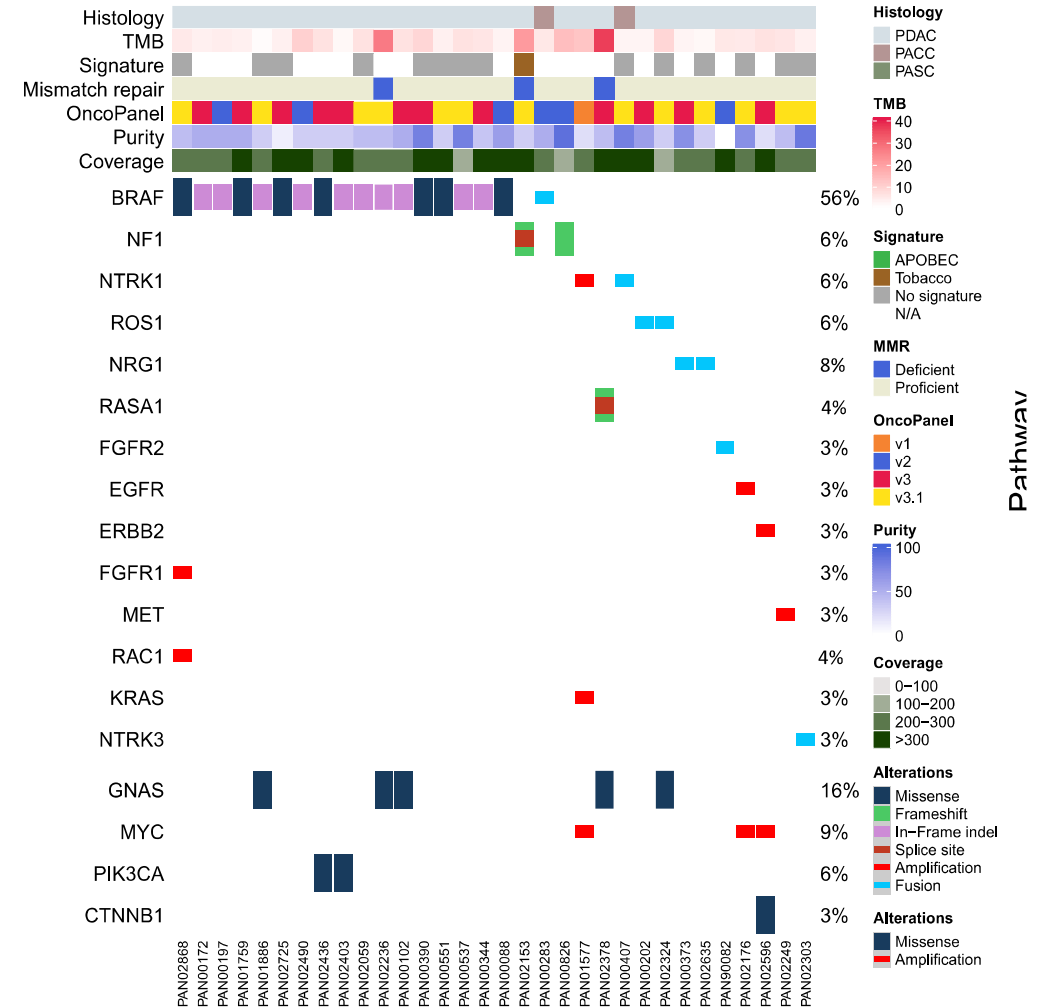 Histology
TMB
Signature
Mismatch repair
OncoPanel
Purity
Coverage
BRAF 56%
NF1 6%
NTRK1 6%
ROS1 6%
NRG1 8%
RASA1 4%
FGFR2 3%
EGFR 3%
ERBB2 3%
FGFR1 3%
MET 3%
RAC1 4%
KRAS 3%
NTRK3 3%
GNAS 16%
MYC 9%
PIK3CA 6%
CTNNB1 3%
PAN02868
PAN00172
PAN00197
PAN01759
PAN01886
PAN02725
PAN02490
PAN02436
PAN02403
PAN02059
PAN02236
PAN00102
PAN00390
PAN00551
PAN00537
PAN00344
PAN00088
PAN02153
PAN00283
PAN00826
PAN01577
PAN02378
PAN00407
PAN00202
PAN02324
PAN00373
PAN02635
PAN90082
PAN02176
PAN02596
PAN02249
PAN02303
Histology
PDAC
PACC
PASC
TMB
40
30
20
10
0
Signature
APOBEC
Tobacco
No signature
N/A
MMR
Deficient
Proficient
OncoPanel
v1
v2
v3
v3.1
Purity
100
50
0
Coverage
0−100
100−200
200−300
>300
Alterations
Missense
Frameshift
In−Frame indel
Splice site
Amplification
Fusion
Alterations
Missense
Amplification
Pathway